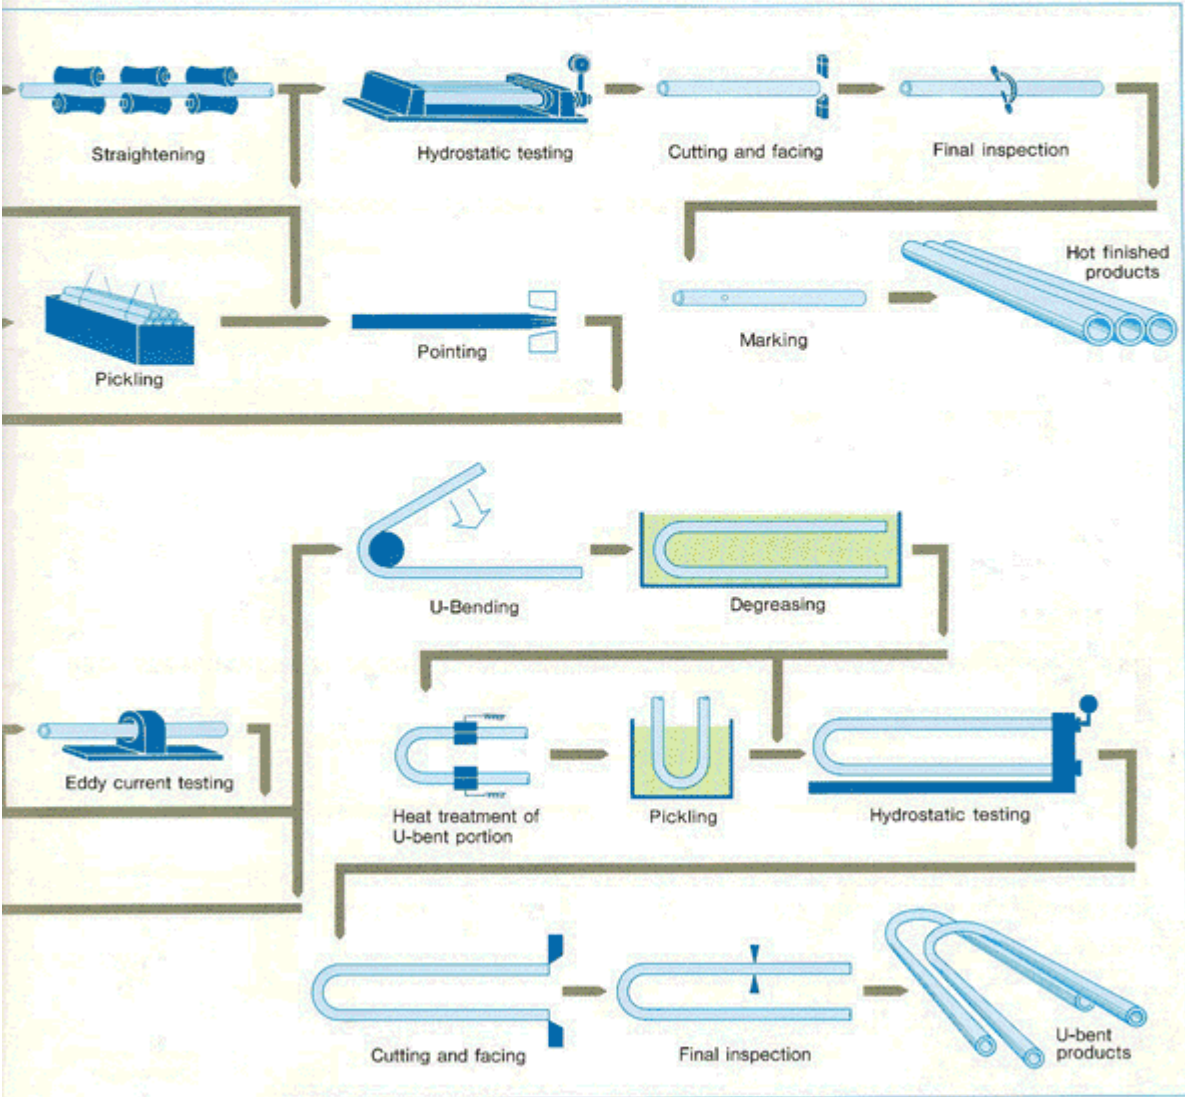 Straightening
Hydrostatic testing
Cutting and facing
Final inspection
Hot finished
products
Pickling
Pointing
Marking
U-Bending
Degreasing
Eddy current testing
Heat treatment of
U-bent portion
Pickling
Hydrostatic testing
Cutting and facing
Final inspection
U-bent
products